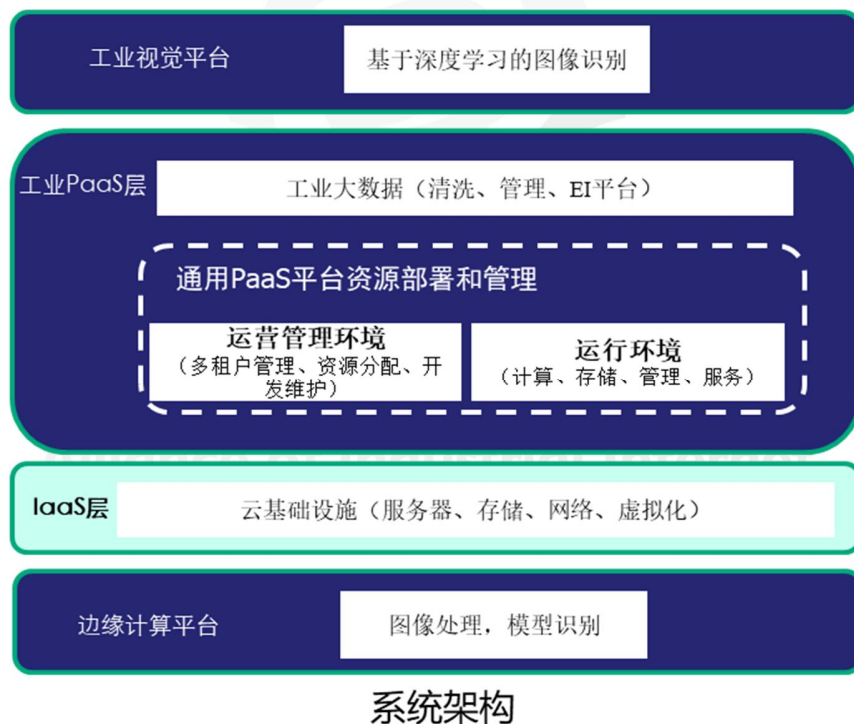 工业视觉平台
基于深度学习的图像识别
工业PaaS层
工业大数据（清洗、管理、EI平台）
通用PaaS平台资源部署和管理
运营管理环境
（多租户管理、资源分配、开
发维护）
运行环境
（计算、存储、管理、服务）
IaaS层
云基础设施（服务器、存储、网络、虚拟化）
边缘计算平台
图像处理，模型识别
系统架构